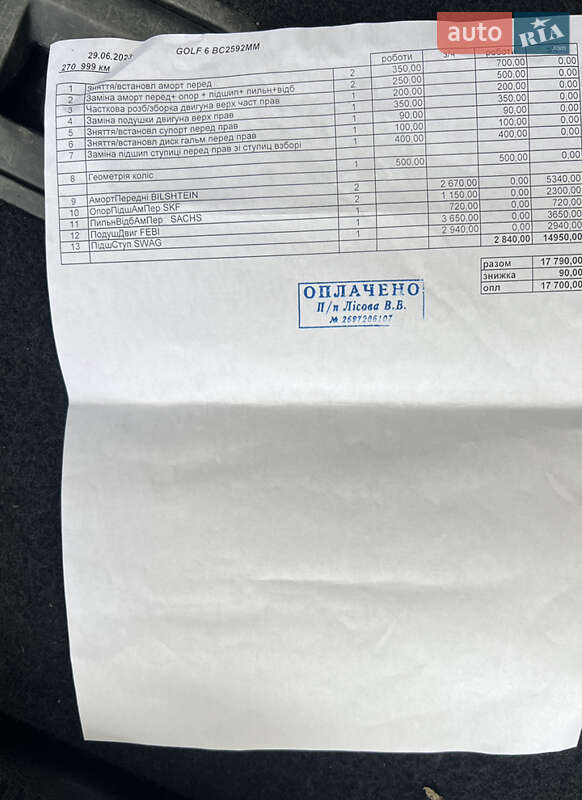 auto RIA
29.06.202
GOLF 6 BC2592MM
270 999 км
роботи з/ч роботи
1 Зняття/встановл аморт перед 2 350,00 700,00 0,00
2 Заміна аморт перед+ опор + підшип+ пильн+відб 2 250,00 500,00 0,00
3 Часткова розб/зборка двигуна верх част прав 1 200,00 200,00 0,00
4 Заміна подушки двигуна верх прав 1 350,00 350,00 0,00
5 Зняття/встановл супорт перед прав 1 90,00 90,00 0,00
6 Зняття/встановл диск гальм перед прав 1 100,00 100,00 0,00
7 Заміна підшип ступиці перед прав зі ступиц взборі 1 400,00 400,00 0,00
8 Геометрія коліс 1 500,00 500,00 0,00
9 АмортПередні BILSHTEIN 2 2 670,00 0,00 5340,00
10 ОпорПідшАмПер SKF 2 1 150,00 0,00 2300,00
11 ПильнВідбАмПер SACHS 1 720,00 0,00 720,00
12 ПодушДвиг FEBI 1 3 650,00 0,00 3650,00
13 ПідшСтуп SWAG 1 2 940,00 0,00 2940,00
2 840,00 14950,00
разом 17 790,00
знижка 90,00
опл 17 700,00
ОПЛАЧЕНО
П/п Лісова В.В.
№ 2697206107